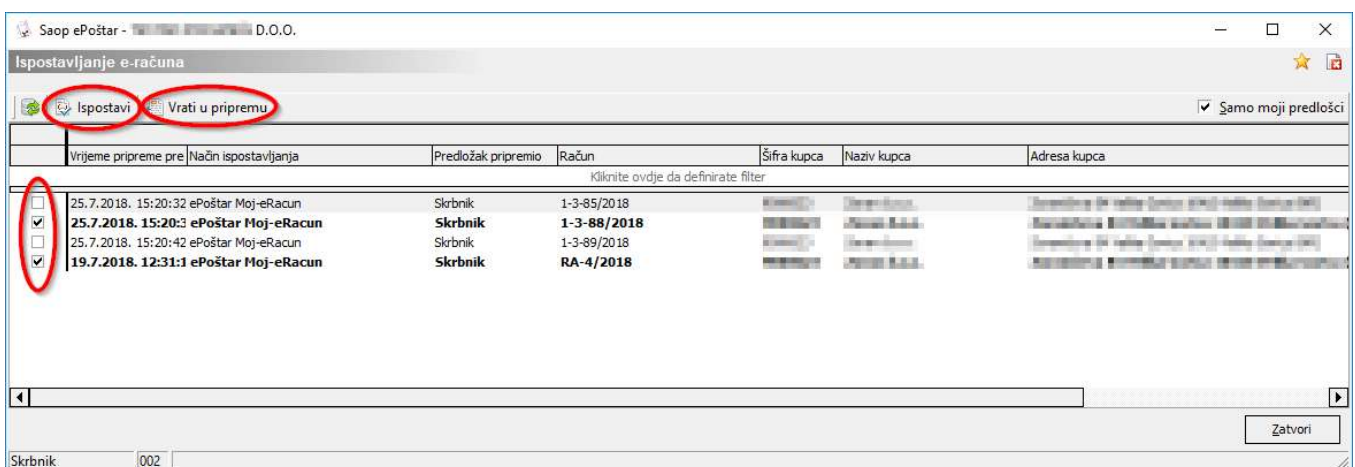 Saop ePoštar - D.O.O.
Ispostavljanje e-računa
Ispostavi Vrati u pripremu Samo moji predlošci
Vrijeme pripreme pre Način ispostavljanja Predložak pripremio Račun Šifra kupca Naziv kupca Adresa kupca
Kliknite ovdje da definirate filter
25.7.2018. 15:20:32 ePoštar Moj-eRacun Skrbnik 1-3-85/2018
25.7.2018. 15:20:3 ePoštar Moj-eRacun Skrbnik 1-3-88/2018
25.7.2018. 15:20:42 ePoštar Moj-eRacun Skrbnik 1-3-89/2018
19.7.2018. 12:31:1 ePoštar Moj-eRacun Skrbnik RA-4/2018
Zatvori
Skrbnik 002